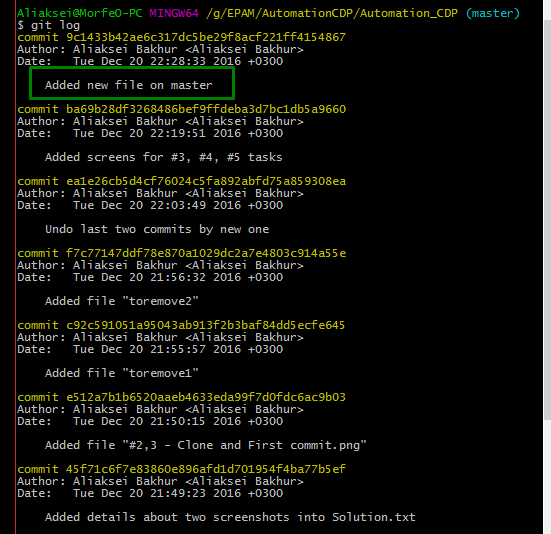 Aliaksei@MorfeO-PC MINGW64 /g/EPAM/AutomationCDP/Automation_CDP (master)
$ git log
commit 9c1433b42ae6c317dc5be29f8acf221ff4154867
Author: Aliaksei Bakhur <Aliaksei Bakhur>
Date:   Tue Dec 20 22:28:33 2016 +0300
Added new file on master
commit ba69b28df3268486bef9ffdeba3d7bc1db5a9660
Author: Aliaksei Bakhur <Aliaksei Bakhur>
Date:   Tue Dec 20 22:19:51 2016 +0300
Added screens for #3, #4, #5 tasks
commit ea1e26cb5d4cf76024c5fa892abfd75a859308ea
Author: Aliaksei Bakhur <Aliaksei Bakhur>
Date:   Tue Dec 20 22:03:49 2016 +0300
Undo last two commits by new one
commit f7c77147ddf78e870a1029dc2a7e4803c914a55e
Author: Aliaksei Bakhur <Aliaksei Bakhur>
Date:   Tue Dec 20 21:56:32 2016 +0300
Added file "toremove2"
commit c92c591051a95043ab913f2b3baf84dd5ecfe645
Author: Aliaksei Bakhur <Aliaksei Bakhur>
Date:   Tue Dec 20 21:55:57 2016 +0300
Added file "toremove1"
commit e512a7b1b6520aaeb4633eda99f7d0fdc6ac9b03
Author: Aliaksei Bakhur <Aliaksei Bakhur>
Date:   Tue Dec 20 21:50:15 2016 +0300
Added file "#2,3 - Clone and First commit.png"
commit 45f71c6f7e83860e896afd1d701954f4ba77b5ef
Author: Aliaksei Bakhur <Aliaksei Bakhur>
Date:   Tue Dec 20 21:49:23 2016 +0300
Added details about two screenshots into Solution.txt